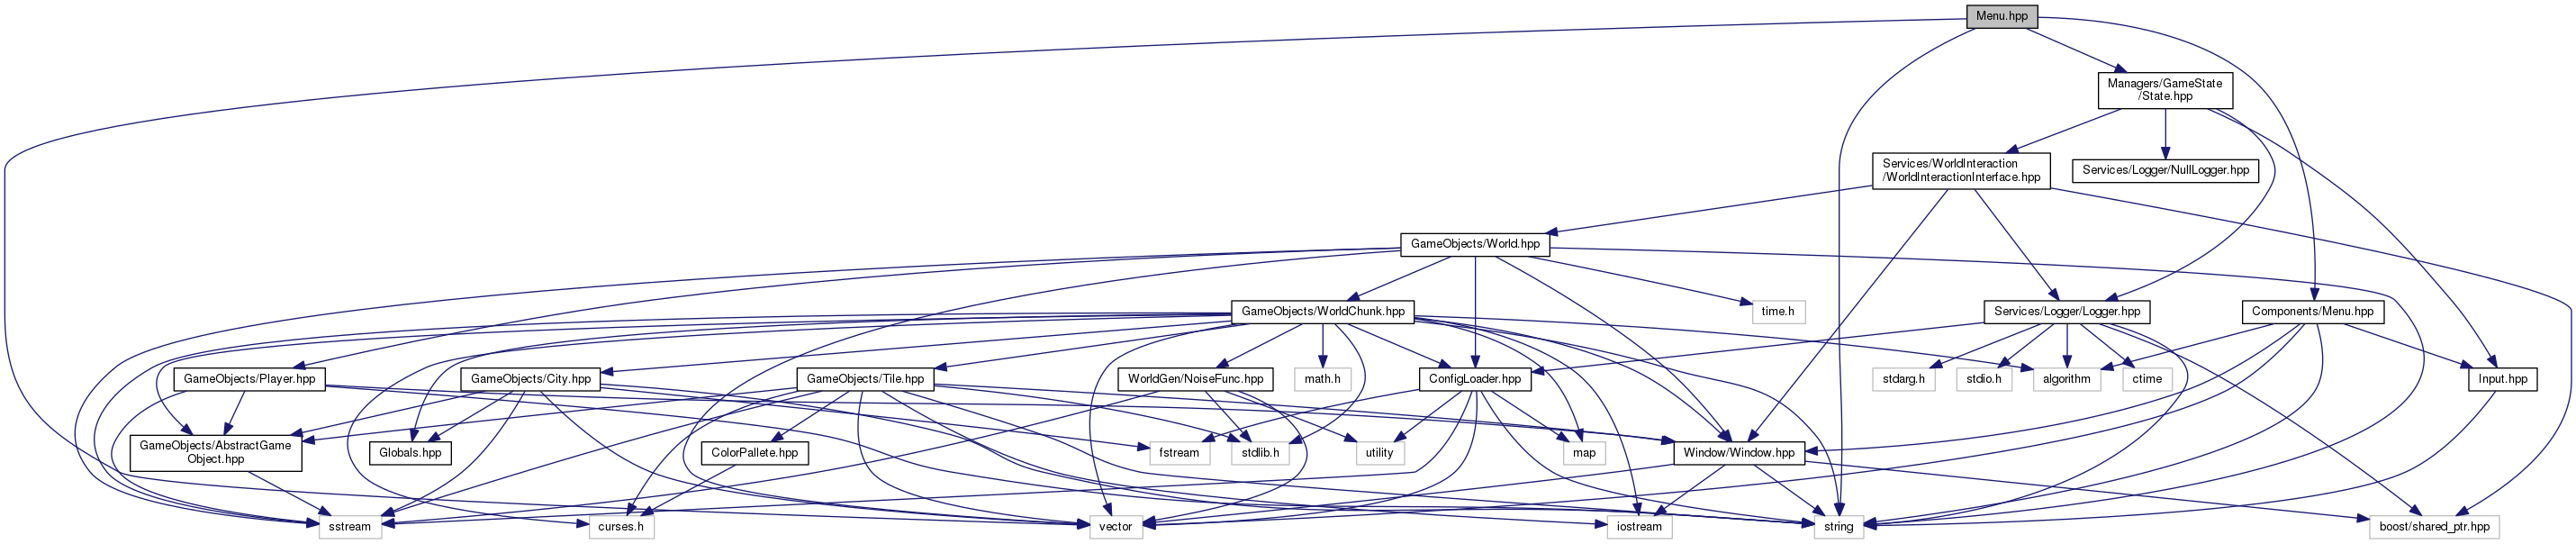 Menu.hpp
Managers/GameState
/State.hpp
Services/WorldInteraction
/WorldInteractionInterface.hpp
Services/Logger/NullLogger.hpp
GameObjects/World.hpp
GameObjects/WorldChunk.hpp
time.h
Services/Logger/Logger.hpp
Components/Menu.hpp
GameObjects/Player.hpp
GameObjects/City.hpp
GameObjects/Tile.hpp
WorldGen/NoiseFunc.hpp
math.h
ConfigLoader.hpp
stdarg.h
stdio.h
algorithm
ctime
Input.hpp
GameObjects/AbstractGame
Object.hpp
Globals.hpp
ColorPallete.hpp
fstream
stdlib.h
utility
map
Window/Window.hpp
sstream
curses.h
vector
iostream
string
boost/shared_ptr.hpp